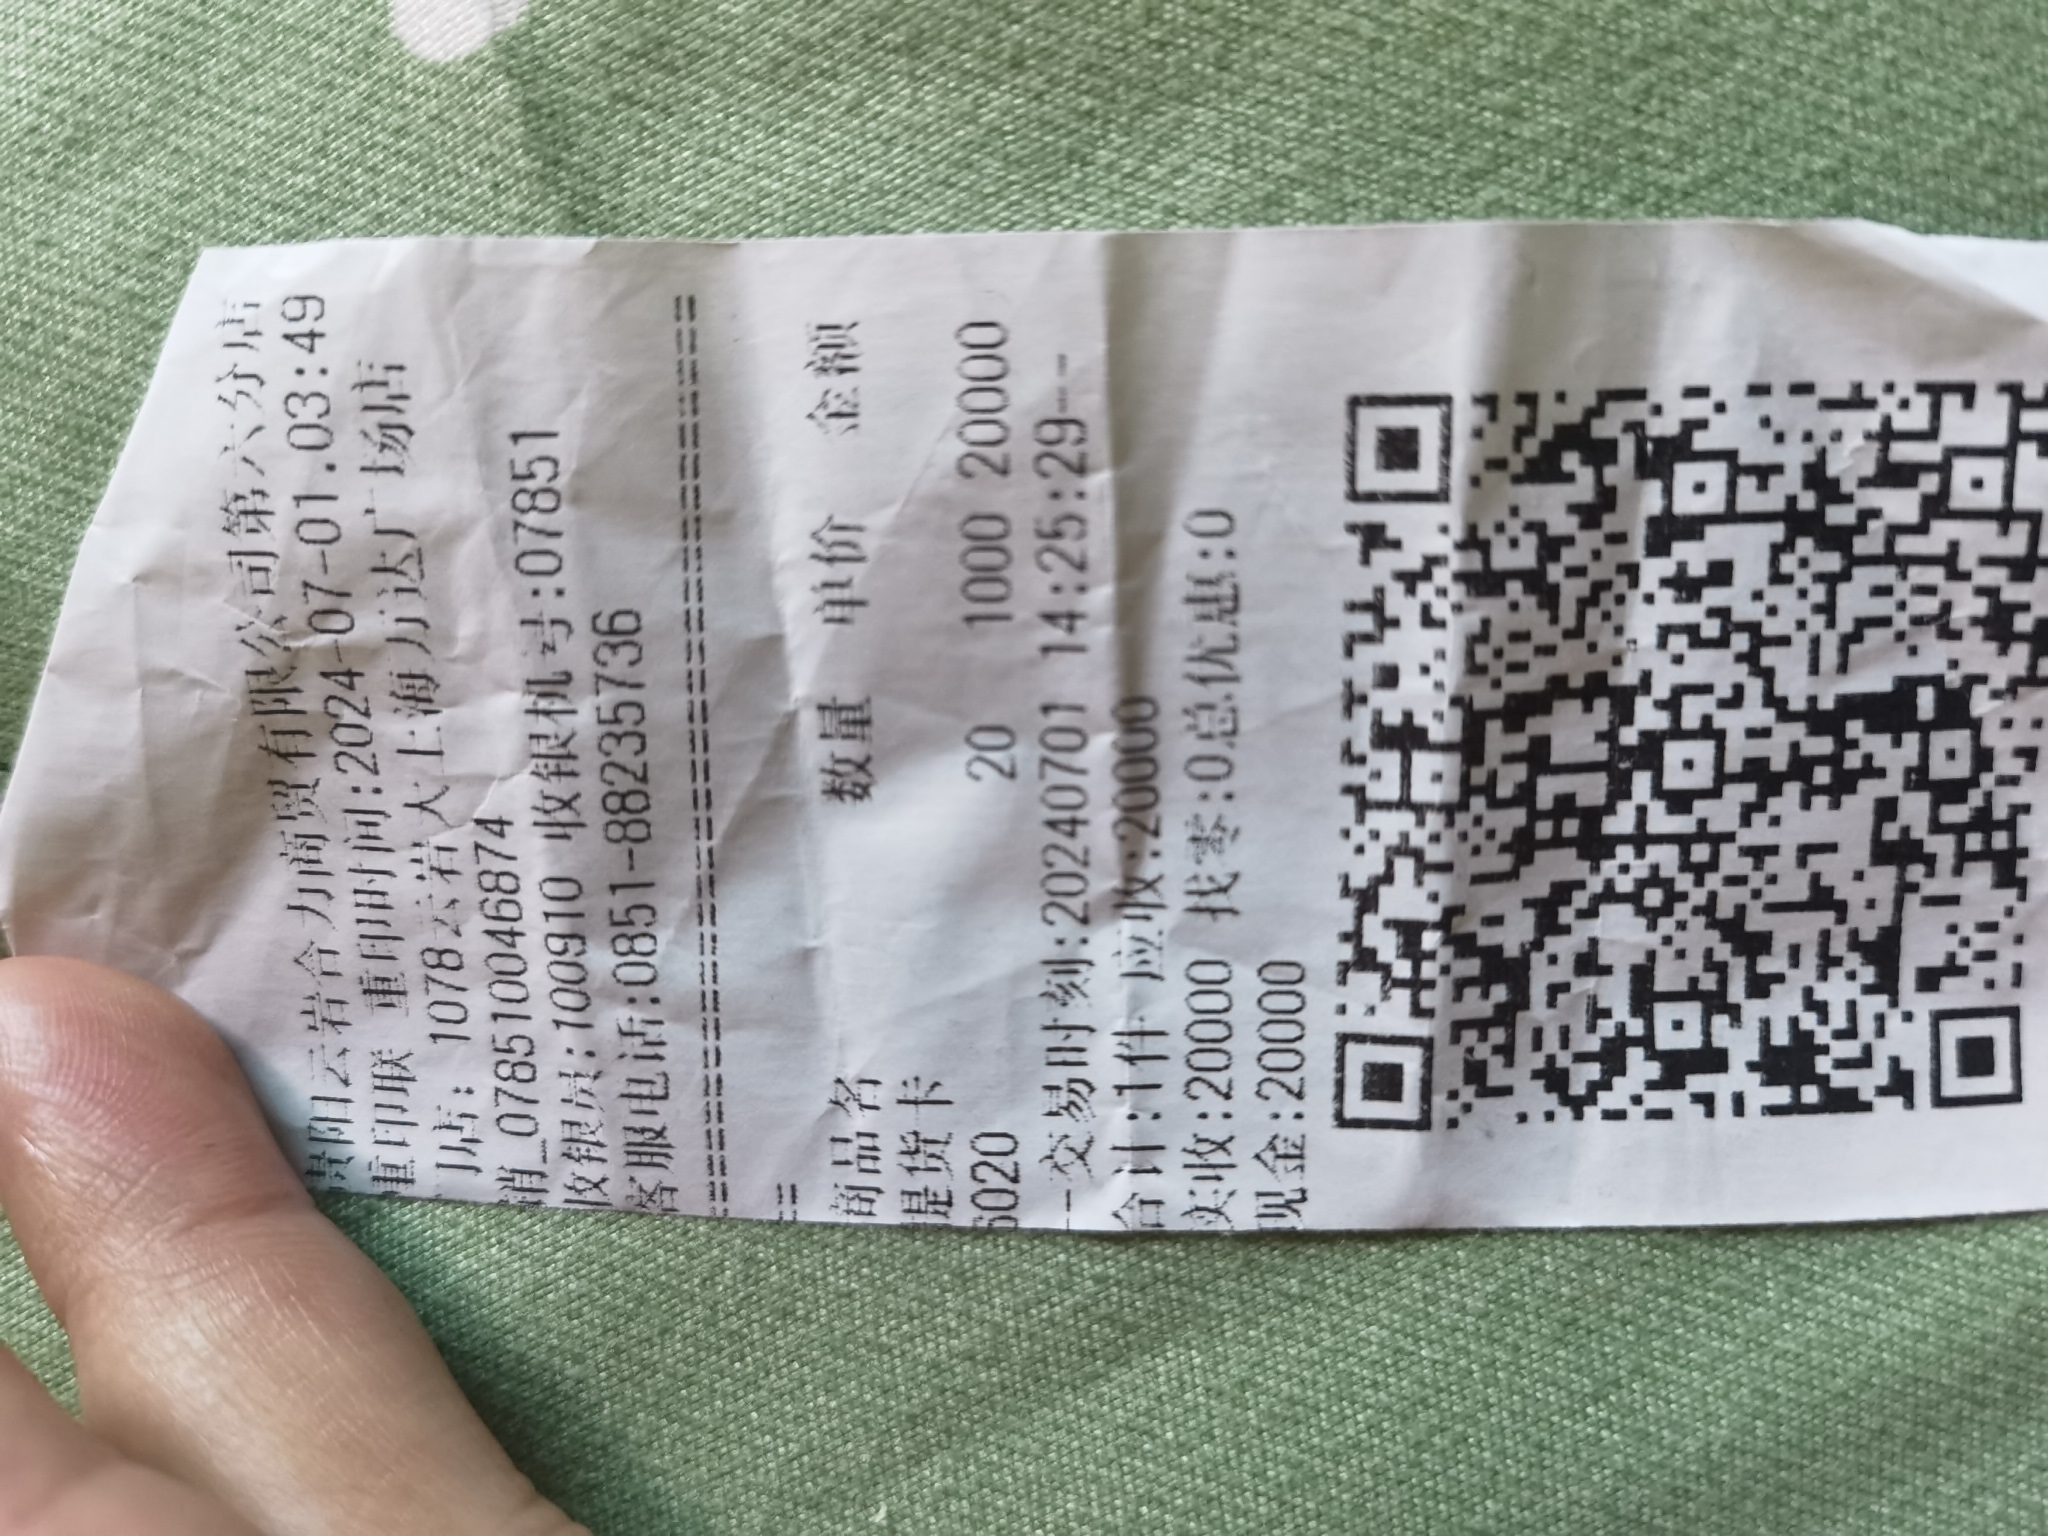 贵阳云岩合力商贸有限公司第六分店
重印联 重印时间:2024-07-01.03:49
门店: 1078云岩大上海万达广场店
销_078510046874
收银员:100910 收银机号:07851
客服电话:0851-88235736
==========================================
==
商品名 数量 单价 金额
提货卡
6020 20 1000 20000
--交易时刻:20240701 14:25:29---
合计:1件 应收:20000
实收:20000 找零:0总优惠:0
现金:20000